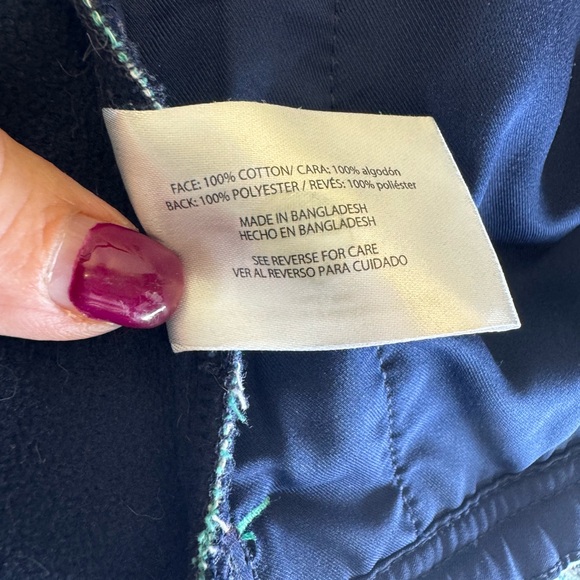 FACE: 100% COTTON/ CARA: 100% algodón
BACK: 100% POLYESTER / REVÉS: 100% poliéster
MADE IN BANGLADESH
HECHO EN BANGLADESH
SEE REVERSE FOR CARE
VER AL REVERSO PARA CUIDADO